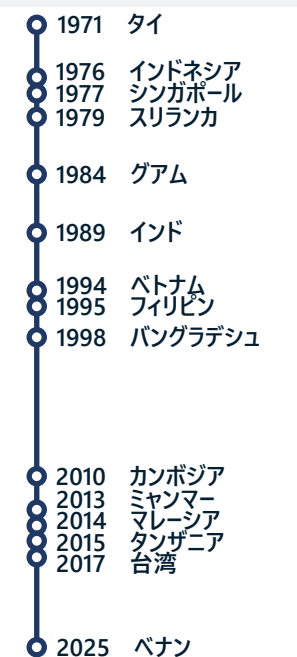 1971 タイ
1976 インドネシア
1977 シンガポール
1979 スリランカ
1984 グアム
1989 インド
1994 ベトナム
1995 フィリピン
1998 バングラデシュ
2010 カンボジア
2013 ミャンマー
2014 マレーシア
2015 タンザニア
2017 台湾
2025 ベナン